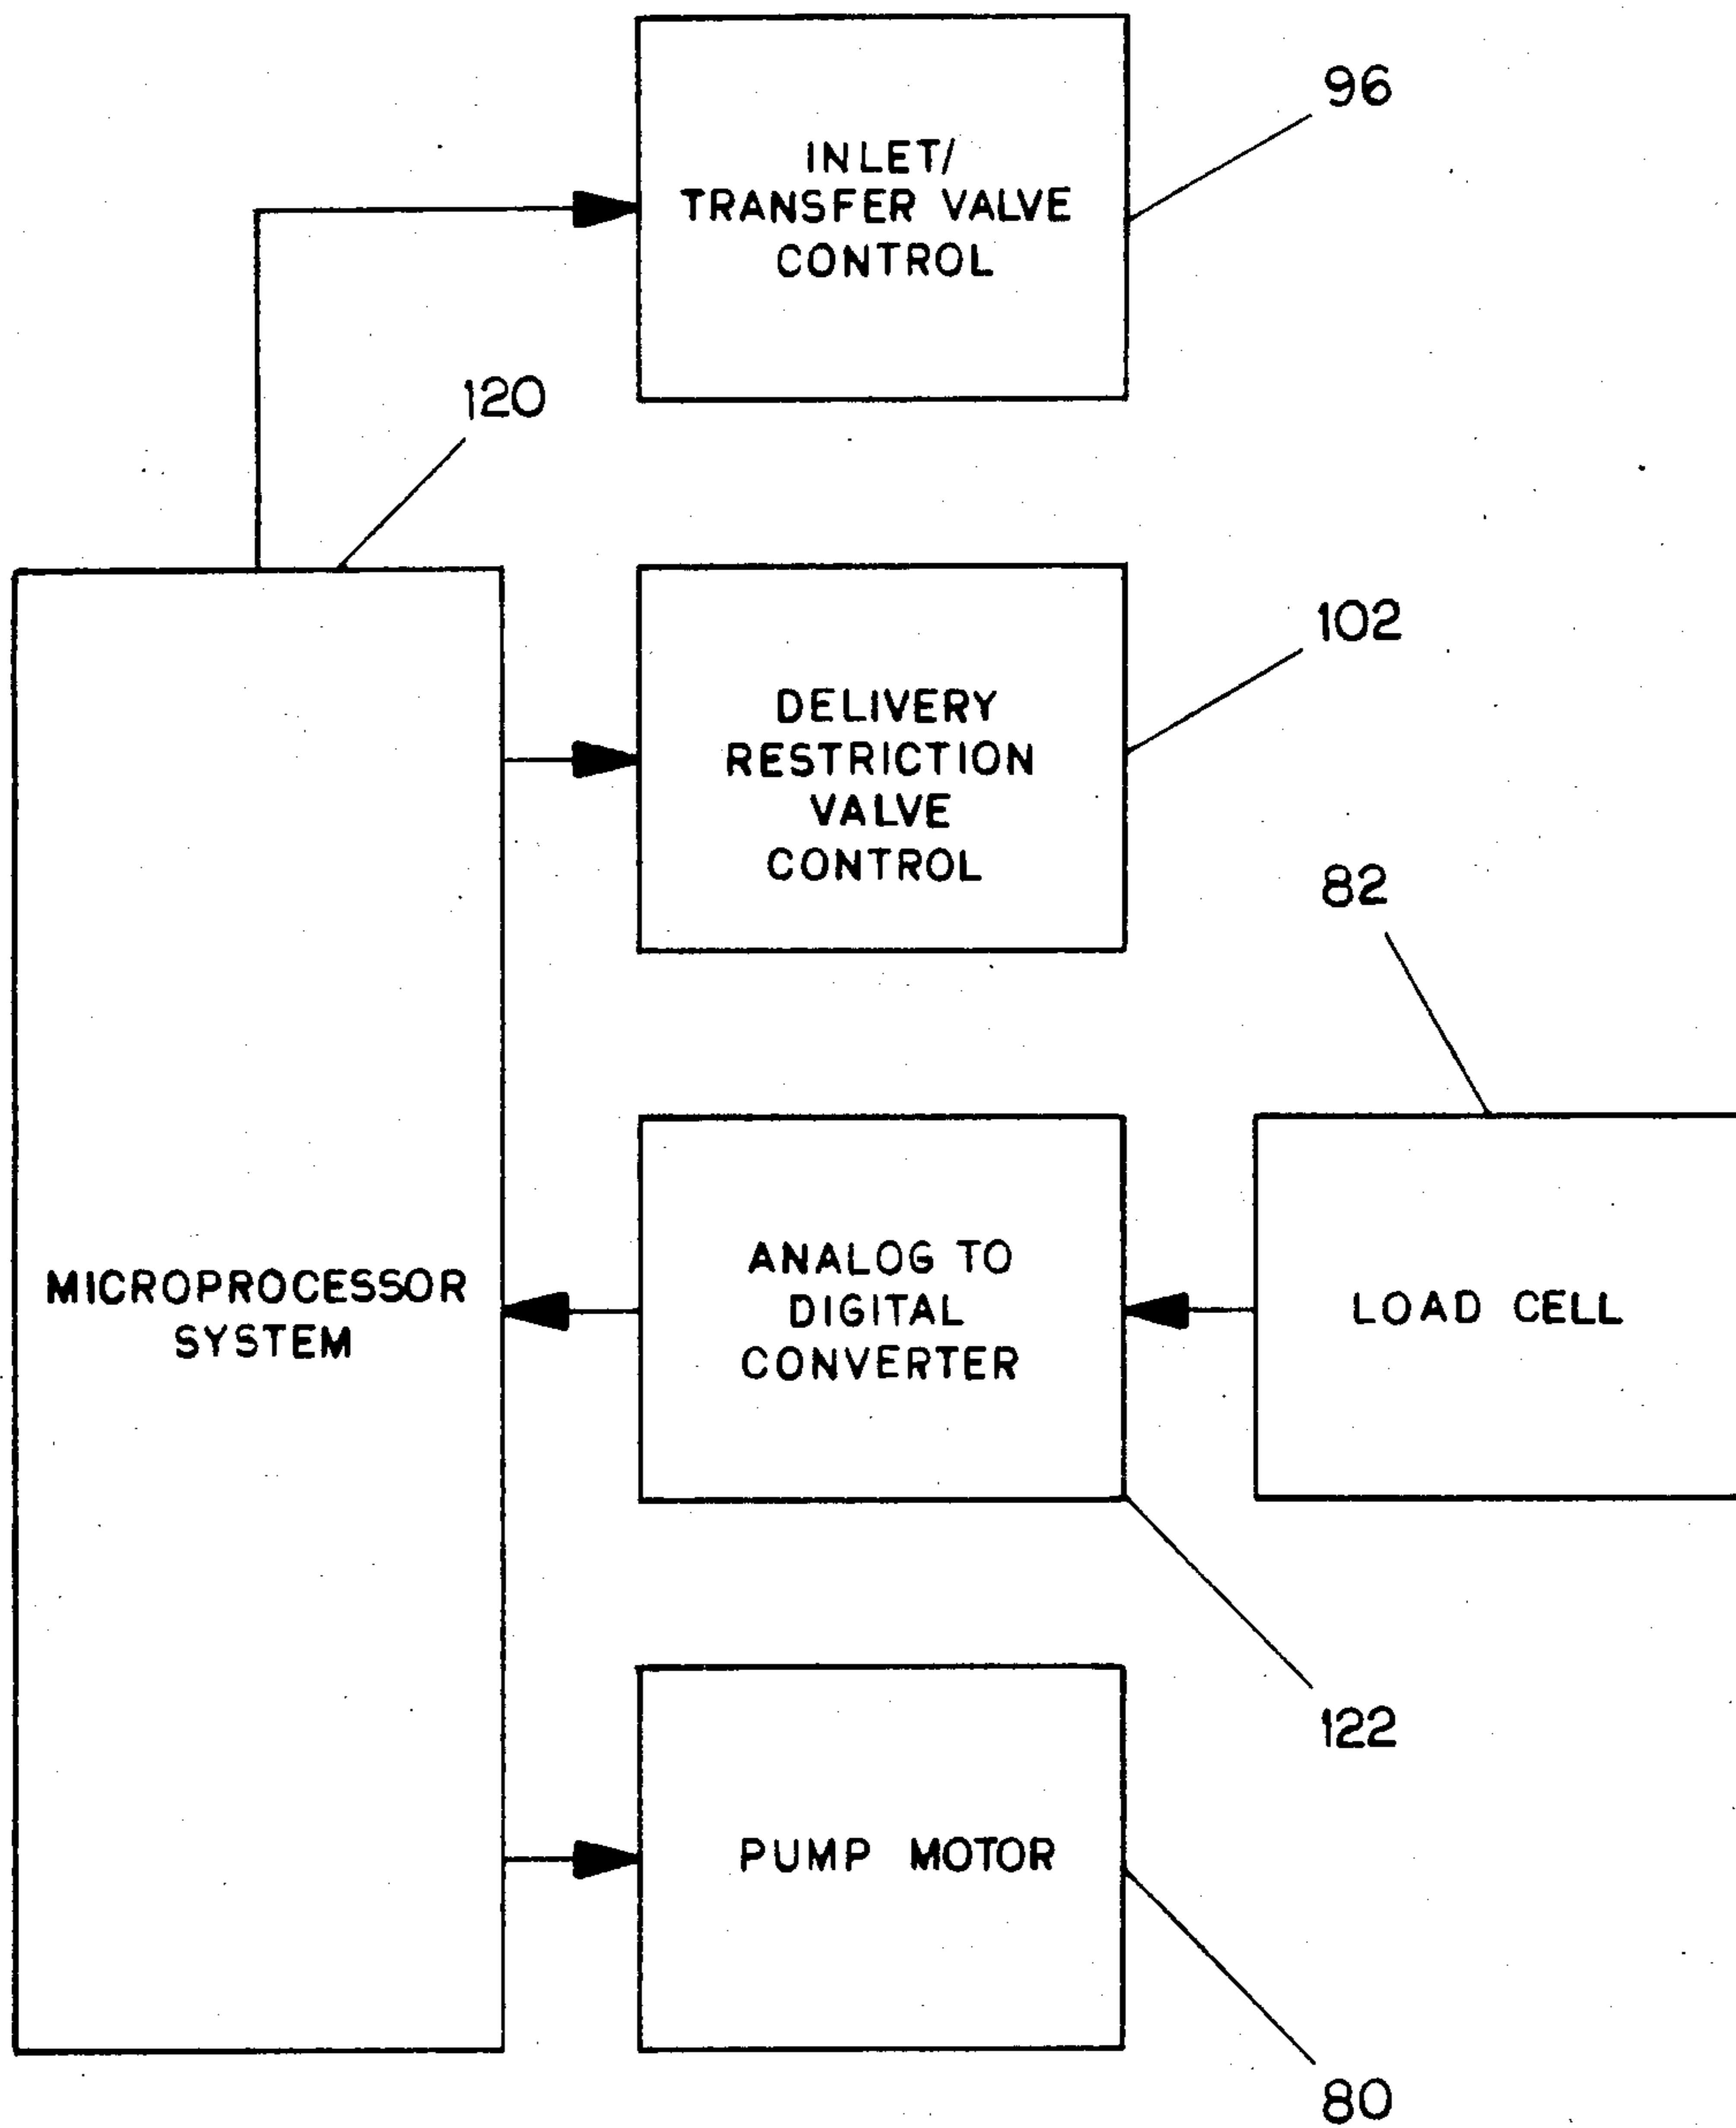 96
INLET/
TRANSFER VALVE
CONTROL
120
102
DELIVERY
RESTRICTION
VALVE
CONTROL
82
MICROPROCESSOR
SYSTEM
ANALOG TO
DIGITAL
CONVERTER
LOAD CELL
122
PUMP MOTOR
80